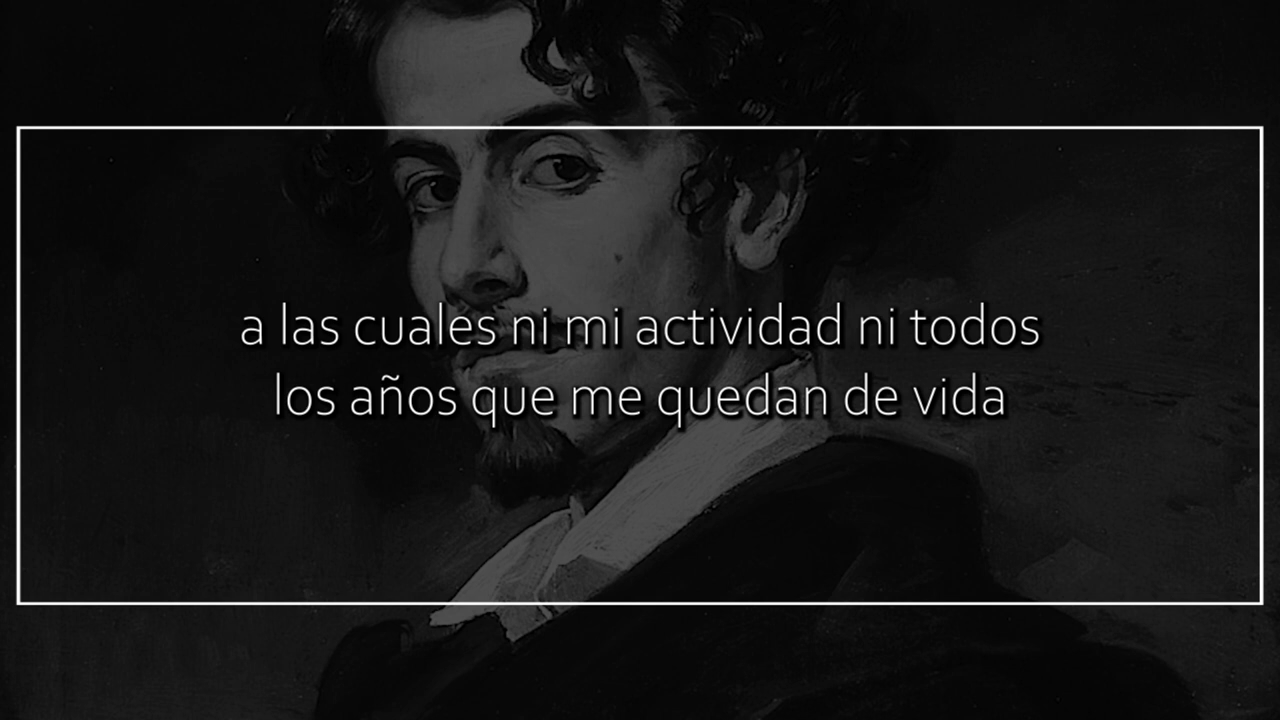 a las cuales ni mi actividad ni todos
los años que me quedan de vida